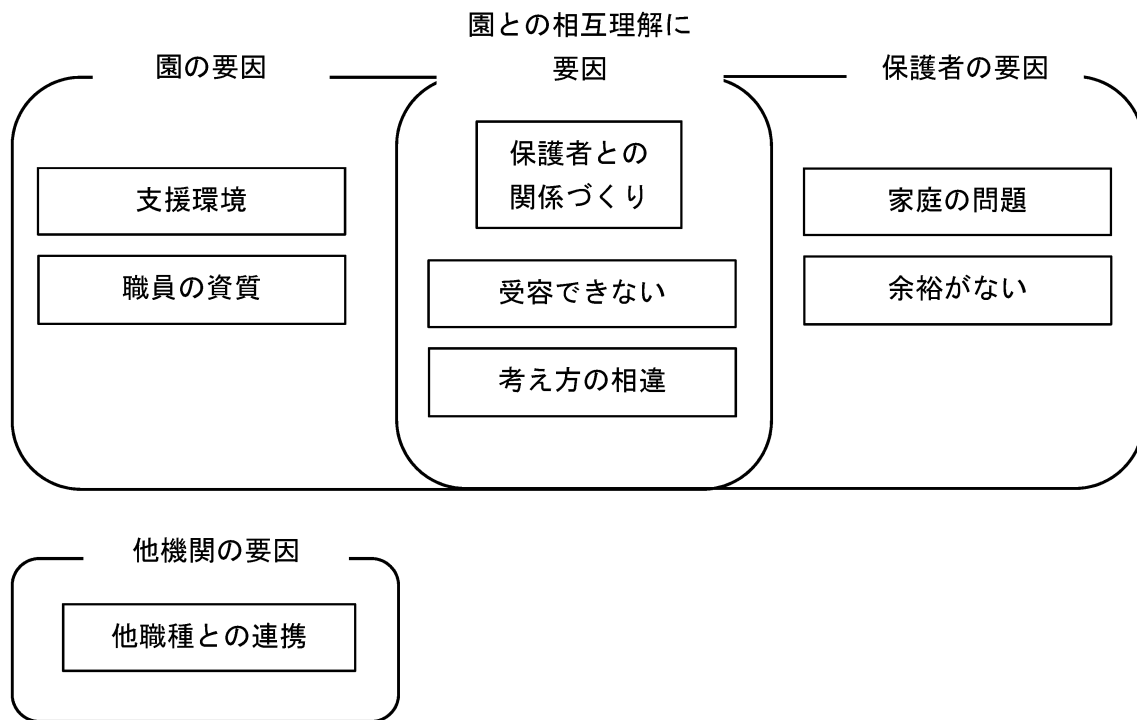 園の要因
支援環境
職員の資質
園との相互理解に
要因
保護者との
関係づくり
受容できない
考え方の相違
保護者の要因
家庭の問題
余裕がない
他機関の要因
他職種との連携